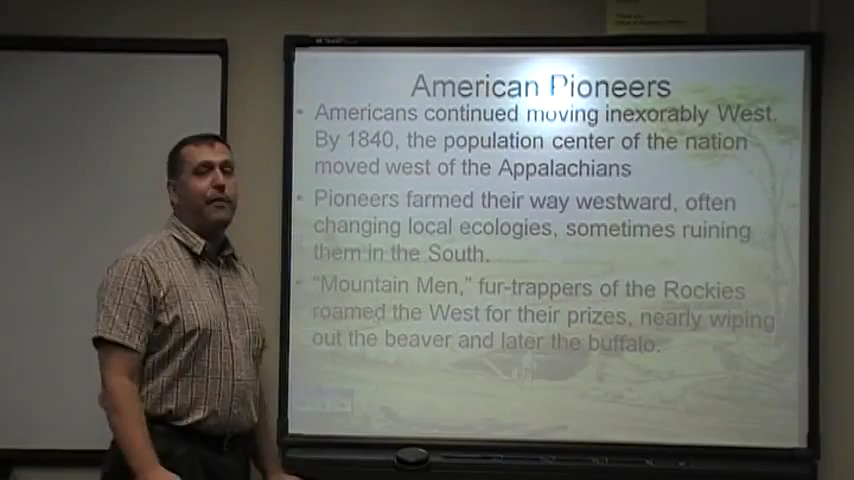 American Pioneers
• Americans continued moving inexorably West.
By 1840, the population center of the nation
moved west of the Appalachians
• Pioneers farmed their way westward, often
changing local ecologies, sometimes ruining
them in the South.
• “Mountain Men,” fur-trappers of the Rockies
roamed the West for their prizes, nearly wiping
out the beaver and later the buffalo.